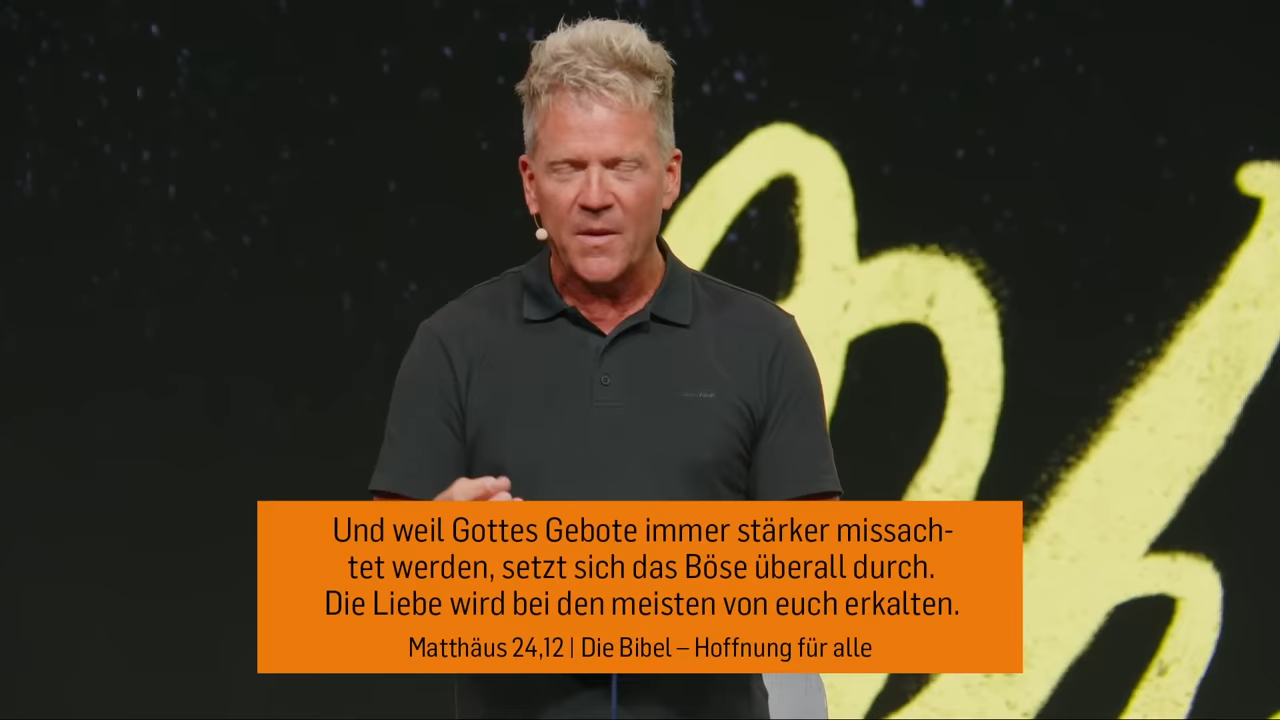 Und weil Gottes Gebote immer stärker missach-
tet werden, setzt sich das Böse überall durch.
Die Liebe wird bei den meisten von euch erkalten.
Matthäus 24,12 | Die Bibel – Hoffnung für alle